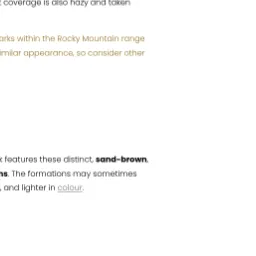 coverage is also hazy and taken
arks within the Rocky Mountain range
imilar appearance, so consider other
features these distinct, sand-brown,
ns. The formations may sometimes
, and lighter in colour.